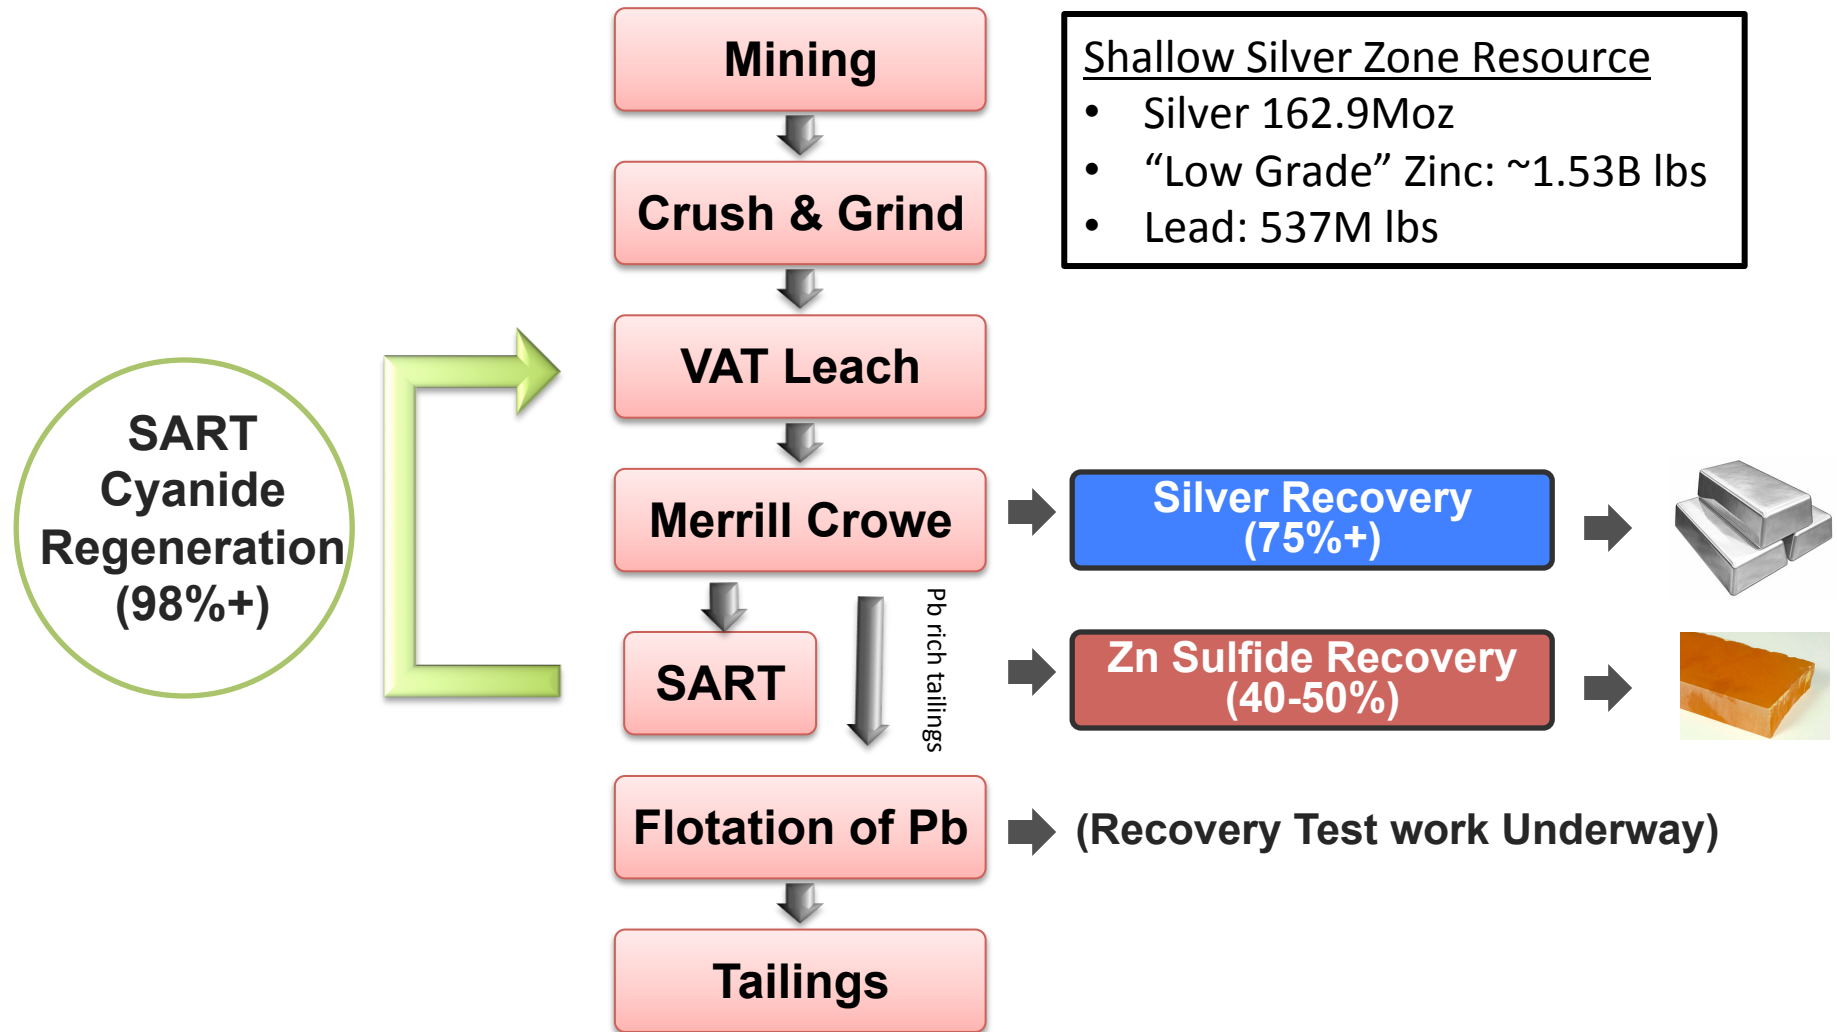 Mining
Shallow Silver Zone Resource
• Silver 162.9Moz
• “Low Grade” Zinc: ~1.53B lbs
• Lead: 537M lbs
Crush & Grind
VAT Leach
SART
Cyanide
Regeneration
(98%+)
Merrill Crowe
Silver Recovery
(75%+)
Pb rich tailings
SART
Zn Sulfide Recovery
(40-50%)
Flotation of Pb
(Recovery Test work Underway)
Tailings